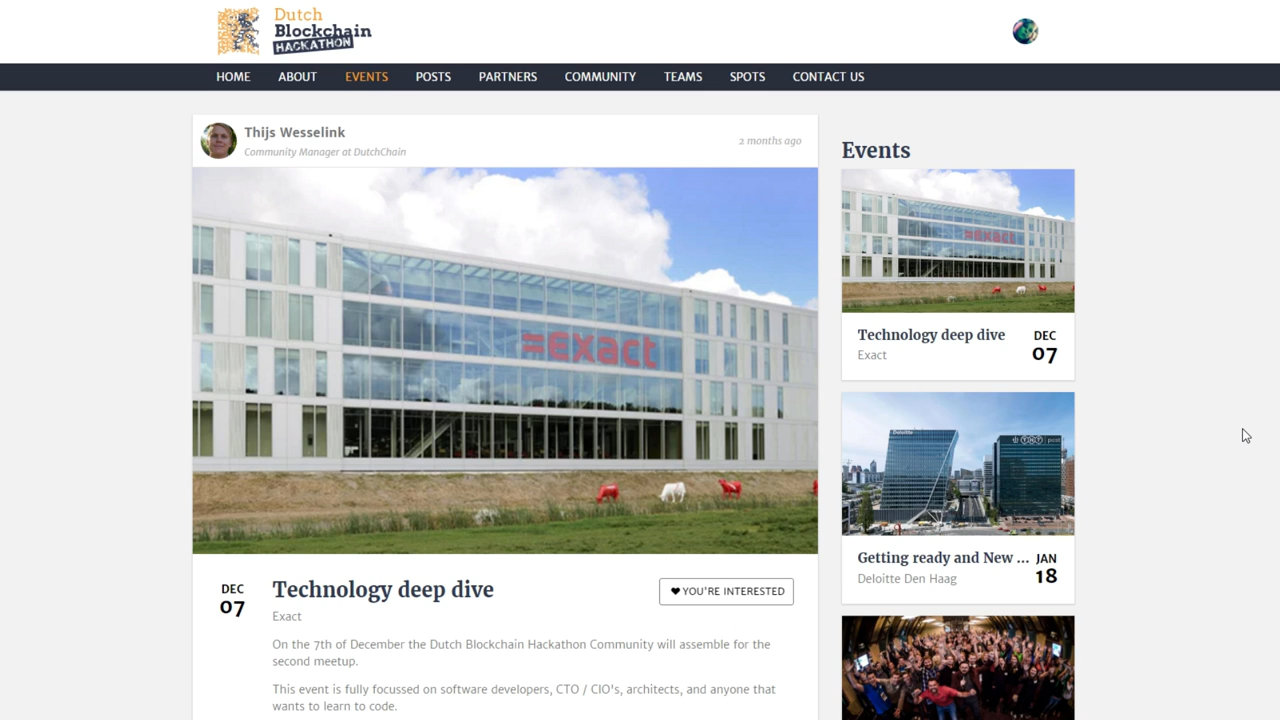 Dutch
Blockchain
HACKATHON
HOME ABOUT EVENTS POSTS PARTNERS COMMUNITY TEAMS SPOTS CONTACT US
Thijs Wesselink
Community Manager at DutchChain
2 months ago
=exact
DEC
07
Technology deep dive
YOU'RE INTERESTED
Exact
On the 7th of December the Dutch Blockchain Hackathon Community will assemble for the
second meetup.
This event is fully focussed on software developers, CTO / CIO's, architects, and anyone that
wants to learn to code.
Events
=exact
Technology deep dive
Exact
DEC
07
Deloitte
TNT post
Getting ready and New ...
Deloitte Den Haag
JAN
18